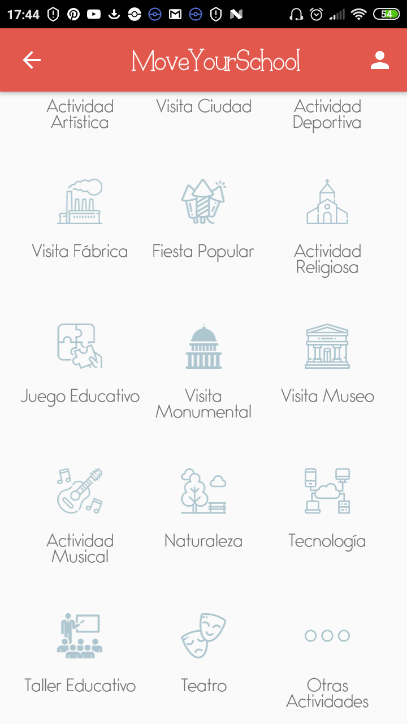 17:44
54
MoveYourSchool
Actividad Artística
Visita Ciudad
Actividad Deportiva
Visita Fábrica
Fiesta Popular
Actividad Religiosa
Juego Educativo
Visita Monumental
Visita Museo
Actividad Musical
Naturaleza
Tecnología
Taller Educativo
Teatro
Otras Actividades